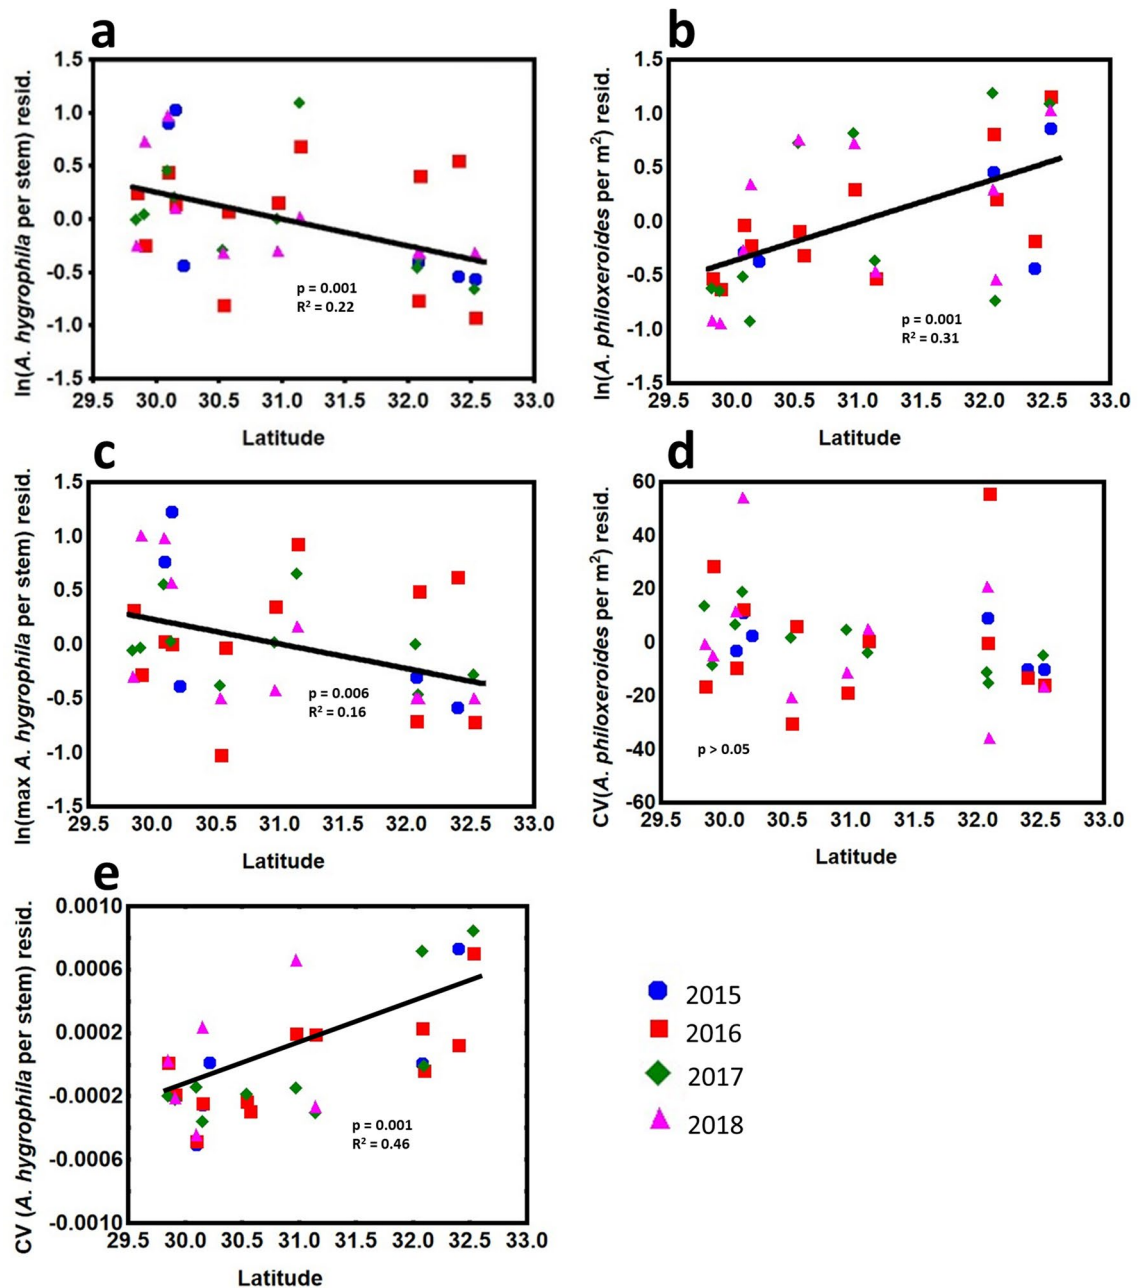 a
ln(A. hygrophila per stem) resid.
1.5
1.0
0.5
0.0
-0.5
-1.0
-1.5
p = 0.001
R² = 0.22
29.5 30.0 30.5 31.0 31.5 32.0 32.5 33.0
Latitude
b
ln(A. philoxeroides per m²) resid.
1.5
1.0
0.5
0.0
-0.5
-1.0
-1.5
p = 0.001
R² = 0.31
29.5 30.0 30.5 31.0 31.5 32.0 32.5 33.0
Latitude
c
ln(max A. hygrophila per stem) resid.
1.5
1.0
0.5
0.0
-0.5
-1.0
-1.5
p = 0.006
R² = 0.16
29.5 30.0 30.5 31.0 31.5 32.0 32.5 33.0
Latitude
d
CV(A. philoxeroides per m²) resid.
60
40
20
0
-20
-40
-60
p > 0.05
29.5 30.0 30.5 31.0 31.5 32.0 32.5 33.0
Latitude
e
CV (A. hygrophila per stem) resid.
0.0010
0.0006
0.0002
-0.0002
-0.0006
-0.0010
p = 0.001
R² = 0.46
29.5 30.0 30.5 31.0 31.5 32.0 32.5 33.0
Latitude
2015
2016
2017
2018